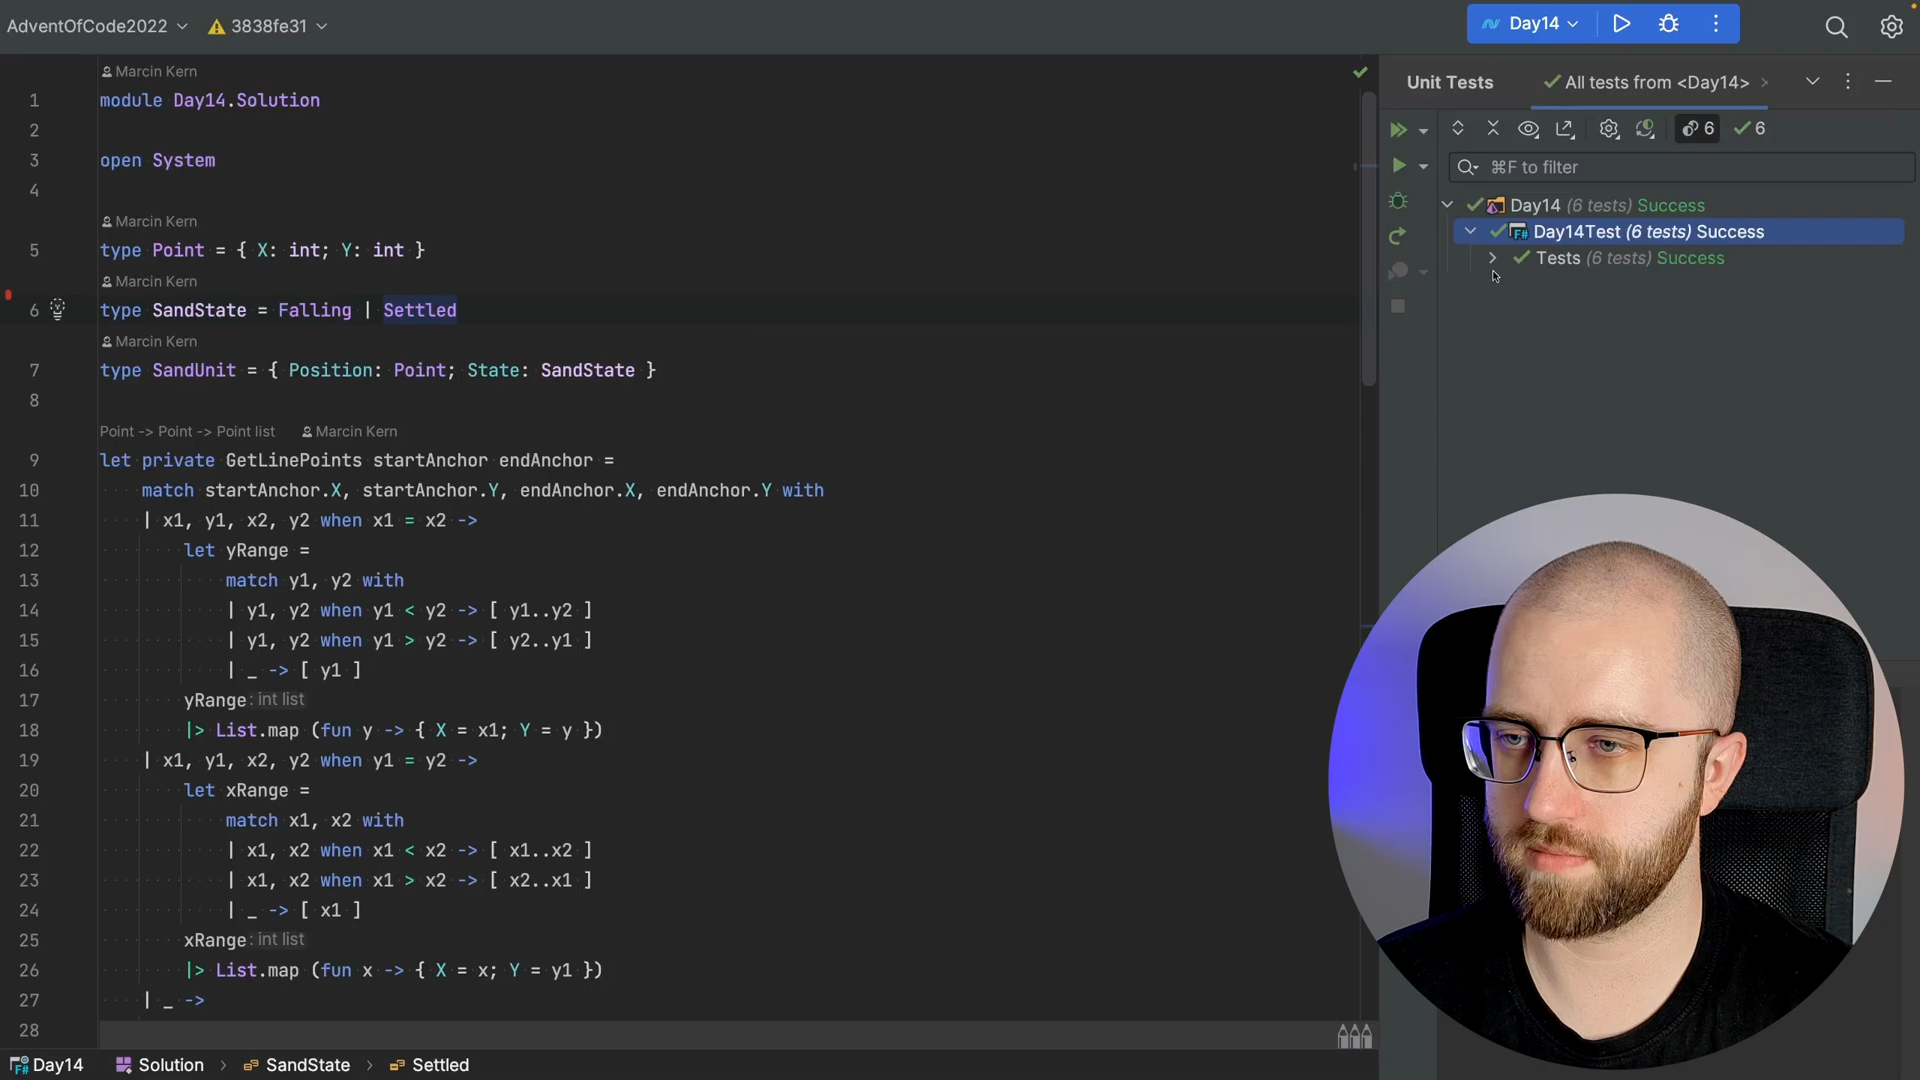 AdventOfCode2022
3838fe31
Day14
Marcin Kern
1 module Day14.Solution
2
3 open System
4
Marcin Kern
5 type Point = { X: int; Y: int }
Marcin Kern
6 type SandState = Falling | Settled
Marcin Kern
7 type SandUnit = { Position: Point; State: SandState }
8
Point -> Point -> Point list Marcin Kern
9 let private GetLinePoints startAnchor endAnchor =
10 match startAnchor.X, startAnchor.Y, endAnchor.X, endAnchor.Y with
11 | x1, y1, x2, y2 when x1 = x2 ->
12 let yRange =
13 match y1, y2 with
14 | y1, y2 when y1 < y2 -> [ y1..y2 ]
15 | y1, y2 when y1 > y2 -> [ y2..y1 ]
16 | _ -> [ y1 ]
17 yRange : int list
18 |> List.map (fun y -> { X = x1; Y = y })
19 | x1, y1, x2, y2 when y1 = y2 ->
20 let xRange =
21 match x1, x2 with
22 | x1, x2 when x1 < x2 -> [ x1..x2 ]
23 | x1, x2 when x1 > x2 -> [ x2..x1 ]
24 | _ -> [ x1 ]
25 xRange : int list
26 |> List.map (fun x -> { X = x; Y = y1 })
27 | _ ->
28
Unit Tests
All tests from <Day14>
6 6
⌘F to filter
Day14 (6 tests) Success
F# Day14Test (6 tests) Success
Tests (6 tests) Success
F# Day14 Solution > SandState > Settled